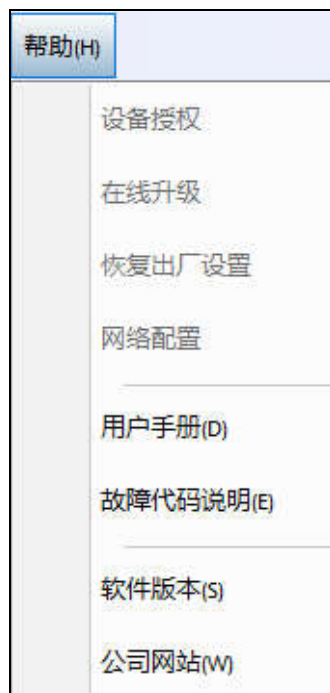 帮助(H)
设备授权
在线升级
恢复出厂设置
网络配置
用户手册(D)
故障代码说明(E)
软件版本(S)
公司网站(W)